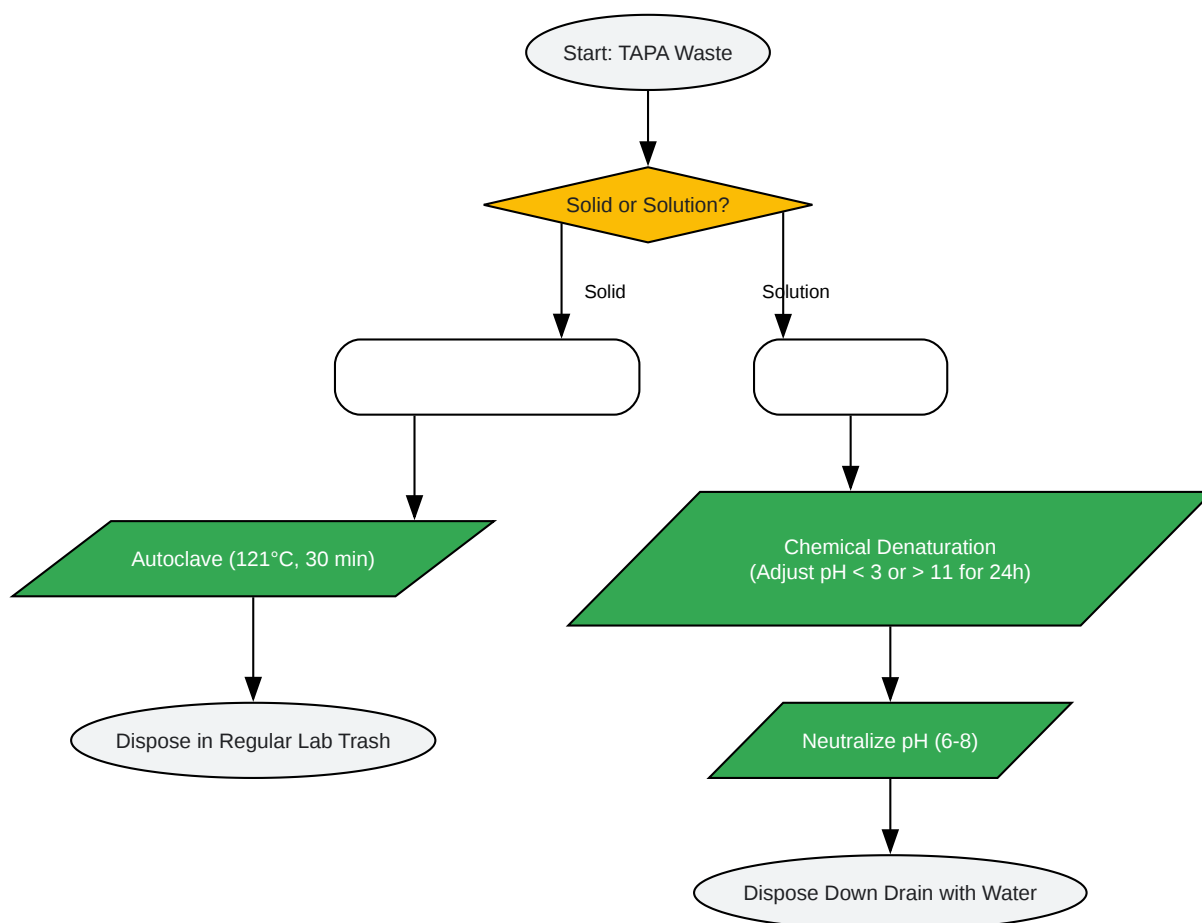 Start: TAPA Waste
Solid or Solution?
Solid
Solution
Autoclave (121°C, 30 min)
Chemical Denaturation
(Adjust pH < 3 or > 11 for 24h)
Dispose in Regular Lab Trash
Neutralize pH (6-8)
Dispose Down Drain with Water